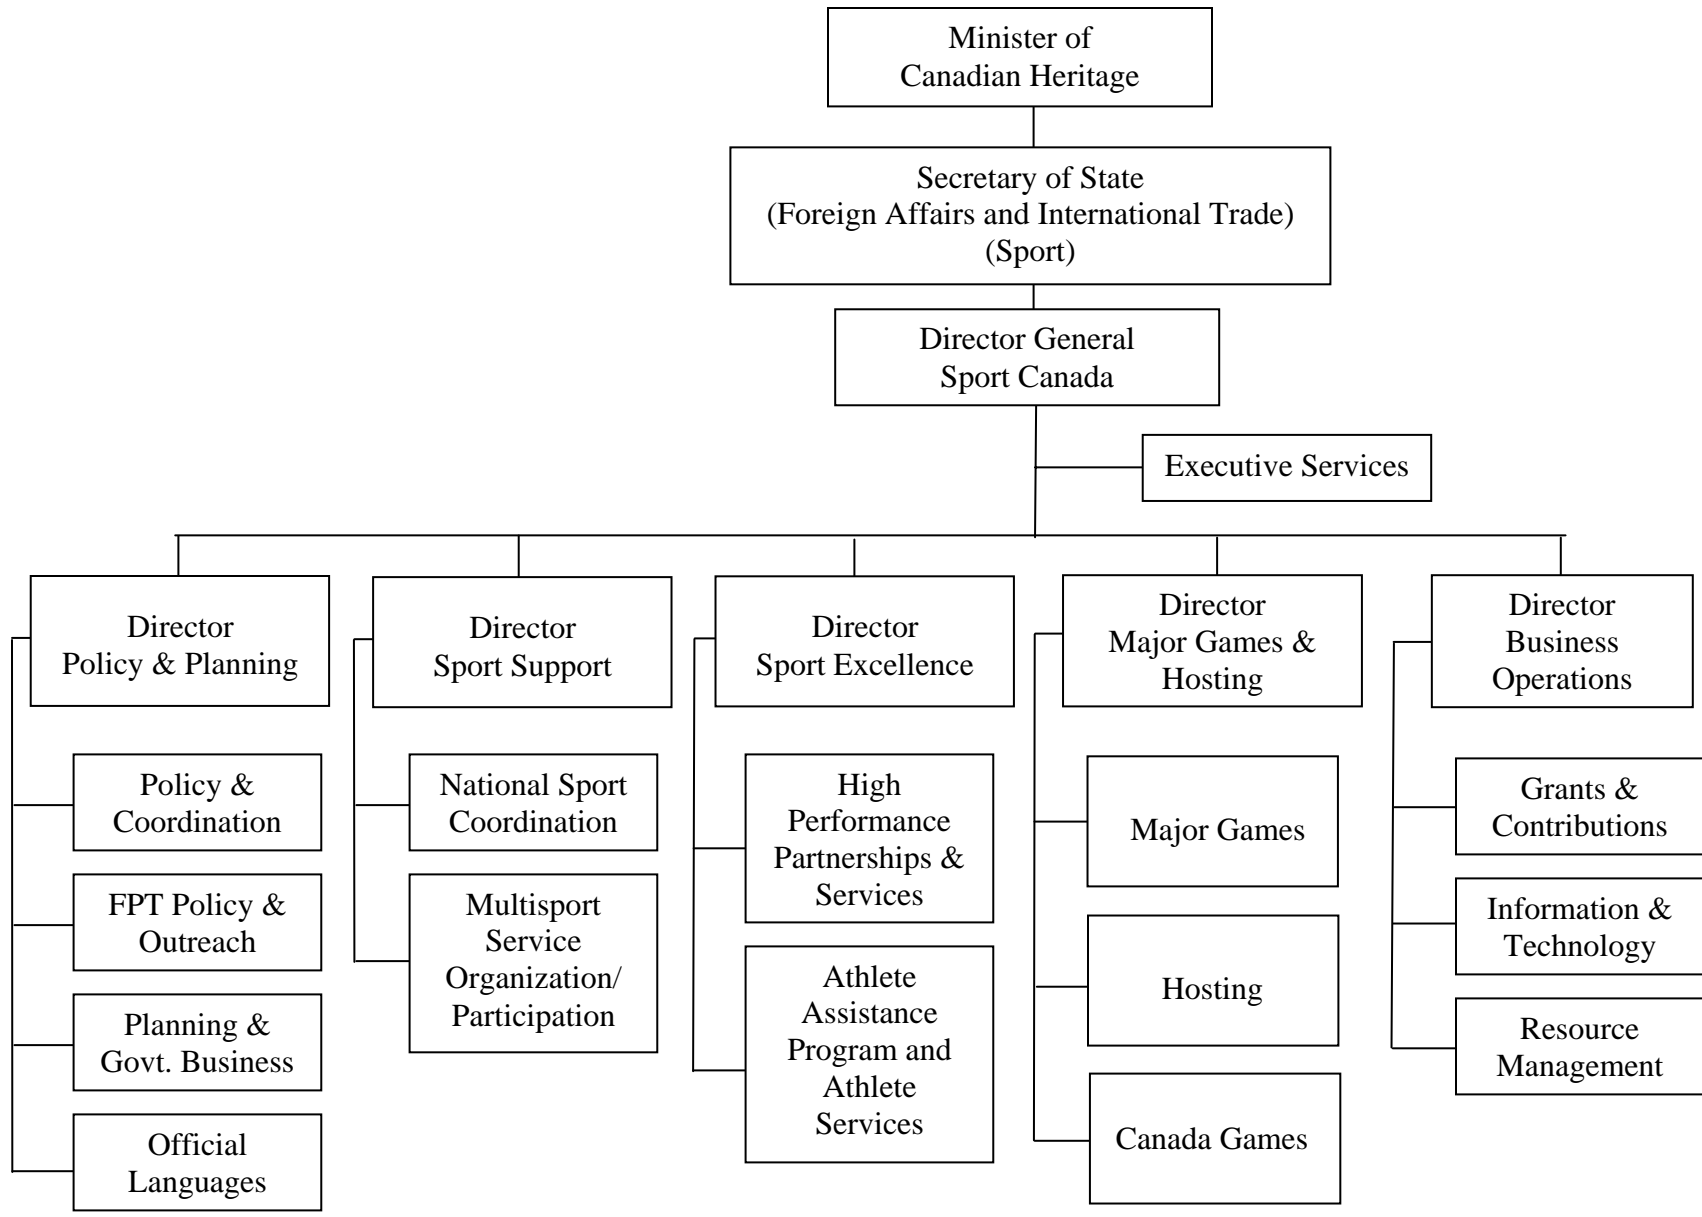 Minister of
Canadian Heritage
Secretary of State
(Foreign Affairs and International Trade)
(Sport)
Director General
Sport Canada
Executive Services
Director
Policy & Planning
Policy &
Coordination
FPT Policy &
Outreach
Planning &
Govt. Business
Official
Languages
Director
Sport Support
National Sport
Coordination
Multisport
Service
Organization/
Participation
Director
Sport Excellence
High
Performance
Partnerships &
Services
Athlete
Assistance
Program and
Athlete
Services
Director
Major Games &
Hosting
Major Games
Hosting
Canada Games
Director
Business
Operations
Grants &
Contributions
Information &
Technology
Resource
Management